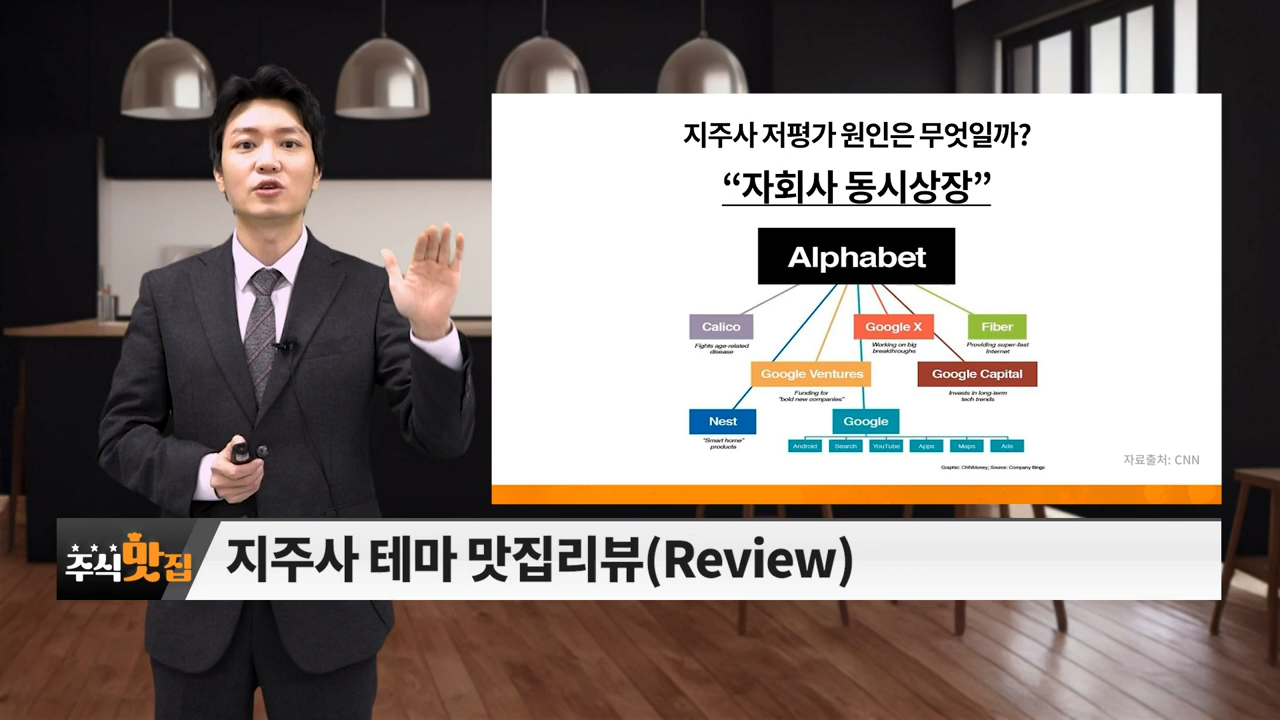 지주사 저평가 원인은 무엇일까?
“자회사 동시상장”
Alphabet
Calico
Fights age-related
disease
Google X
Working on big
breakthroughs
Fiber
Providing super-fast
Internet
Google Ventures
Funding for
"bold new companies"
Google Capital
Invests in long-term
tech trends
Nest
"Smart home"
products
Google
Android
Search
YouTube
Apps
Maps
Ads
자료출처: CNN
Graphic: CNNMoney; Source: Company filings
주식맛집
지주사 테마 맛집리뷰(Review)